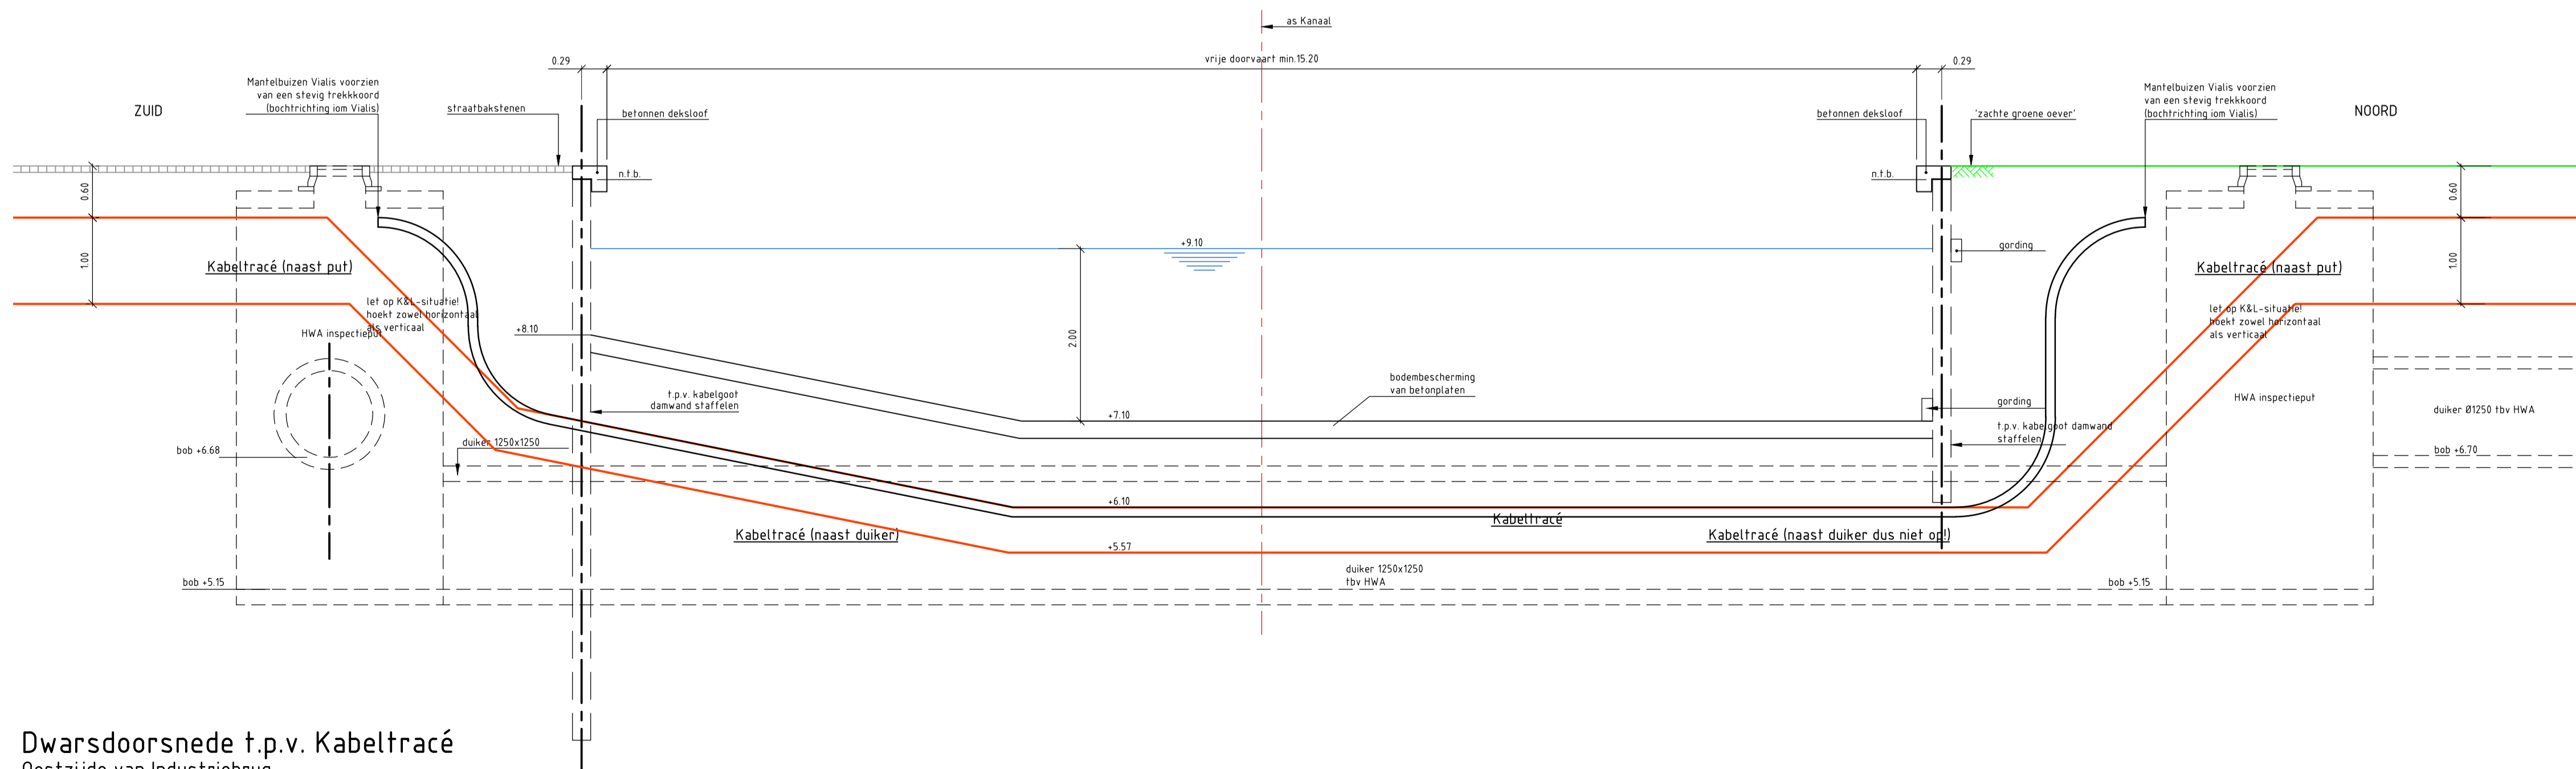 as Kanaal
0.29
vrije doorvaart min.15.20
0.29
Mantelbuizen Vialis voorzien
van een stevig trekkkoord
(bochtrichting iom Vialis)
ZUID
straatbakstenen
betonnen deksloof
betonnen deksloof
'zachte groene oever'
Mantelbuizen Vialis voorzien
van een stevig trekkkoord
(bochtrichting iom Vialis)
NOORD
n.t.b.
n.t.b.
0.60
0.60
+9.10
gording
1.00
Kabeltracé (naast put)
Kabeltracé (naast put)
1.00
let op K&L-situatie!
hoekt zowel horizontaal
als verticaal
HWA inspectieput
let op K&L-situatie!
hoekt zowel horizontaal
als verticaal
+8.10
2.00
bodembescherming
van betonplaten
t.p.v. kabelgoot
damwand staffelen
gording
HWA inspectieput
duiker Ø1250 tbv HWA
+7.10
t.p.v. kabelgoot damwand
staffelen
duiker 1250x1250
bob +6.68
bob +6.70
+6.10
Kabeltracé
Kabeltracé (naast duiker)
Kabeltracé (naast duiker dus niet op!)
+5.57
duiker 1250x1250
tbv HWA
bob +5.15
bob +5.15
Dwarsdoorsnede t.p.v. Kabeltracé
Oostzijde van Industriebrug